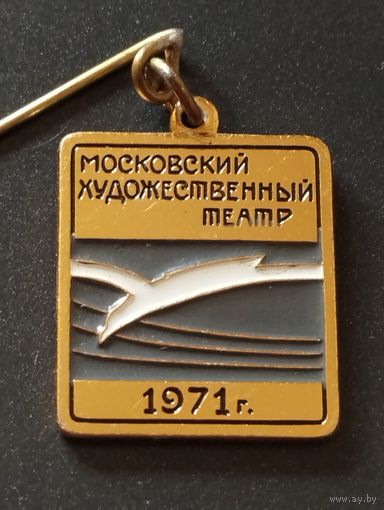 МОСКОВСКИЙ
ХУДОЖЕСТВЕННЫЙ
ТЕАТР
1971 г.
www.ay.by